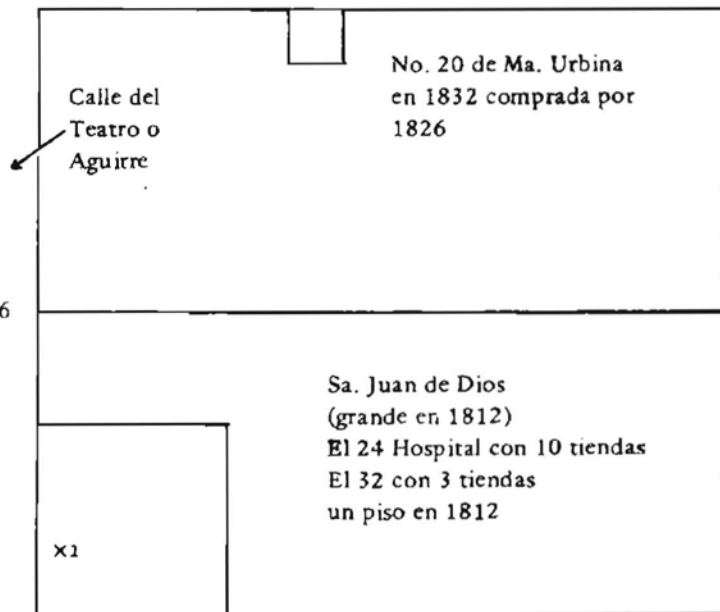 No. 20 de Ma. Urbina
en 1832 comprada por
1826
Calle del
Teatro o
Aguirre
6
Sa. Juan de Dios
(grande en 1812)
El 24 Hospital con 10 tiendas
El 32 con 3 tiendas
un piso en 1812
x1